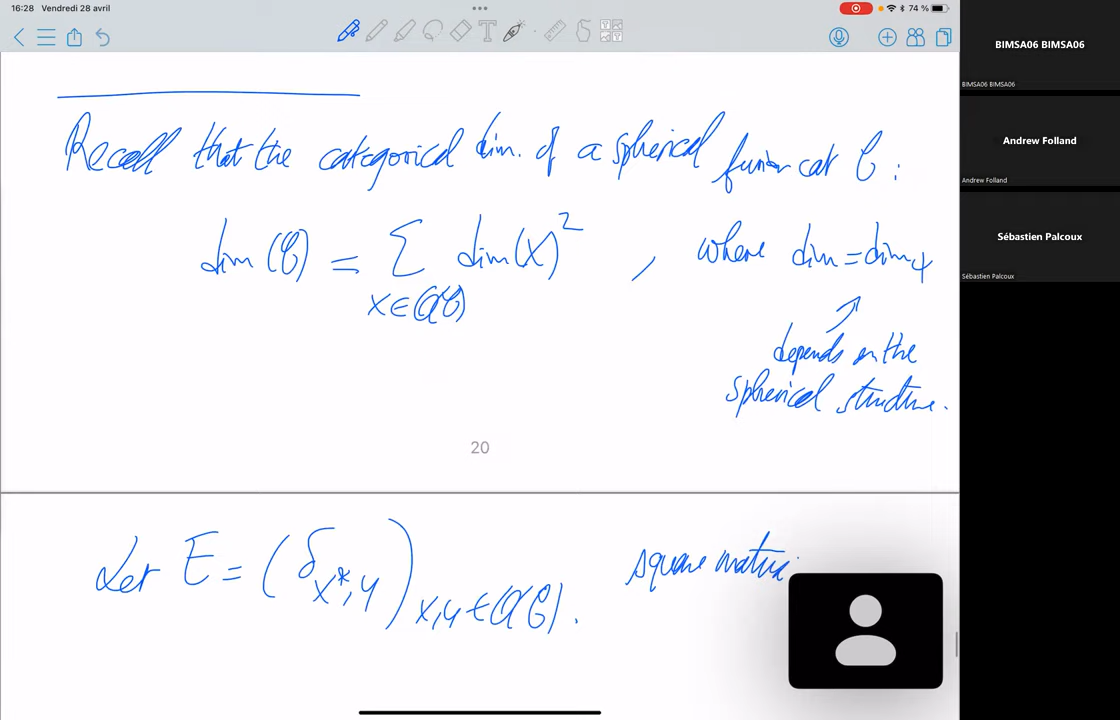 16:28 Vendredi 28 avril
74 %
Recall that the categorical dim. of a spherical fusion cat C :
dim(C) = Σ dim(X)² , where dim = dimψ
X∈O(C)
depends on the
spherical structure.
20
Let E = (δ_{X*,Y})_{X,Y∈O(C)}. square matrix
BIMSA06 BIMSA06
BIMSA06 BIMSA06
Andrew Folland
Andrew Folland
Sébastien Palcoux
Sébastien Palcoux